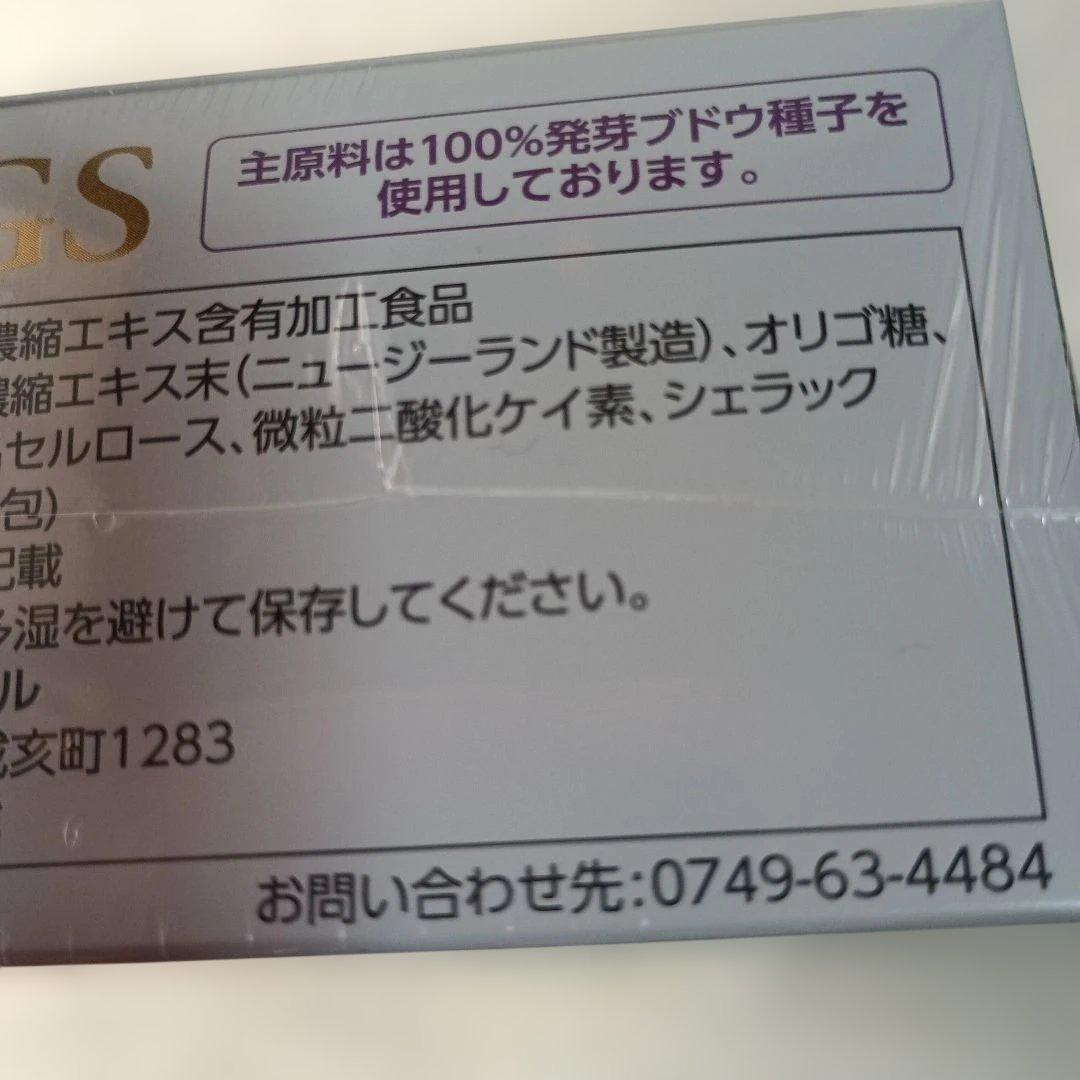 GS
主原料は100%発芽ブドウ種子を
使用しております。
濃縮エキス含有加工食品
濃縮エキス末(ニュージーランド製造)、オリゴ糖、
セルロース、微粒二酸化ケイ素、シェラック
包)
記載
多湿を避けて保存してください。
ル
戌亥町1283
お問い合わせ先:0749-63-4484